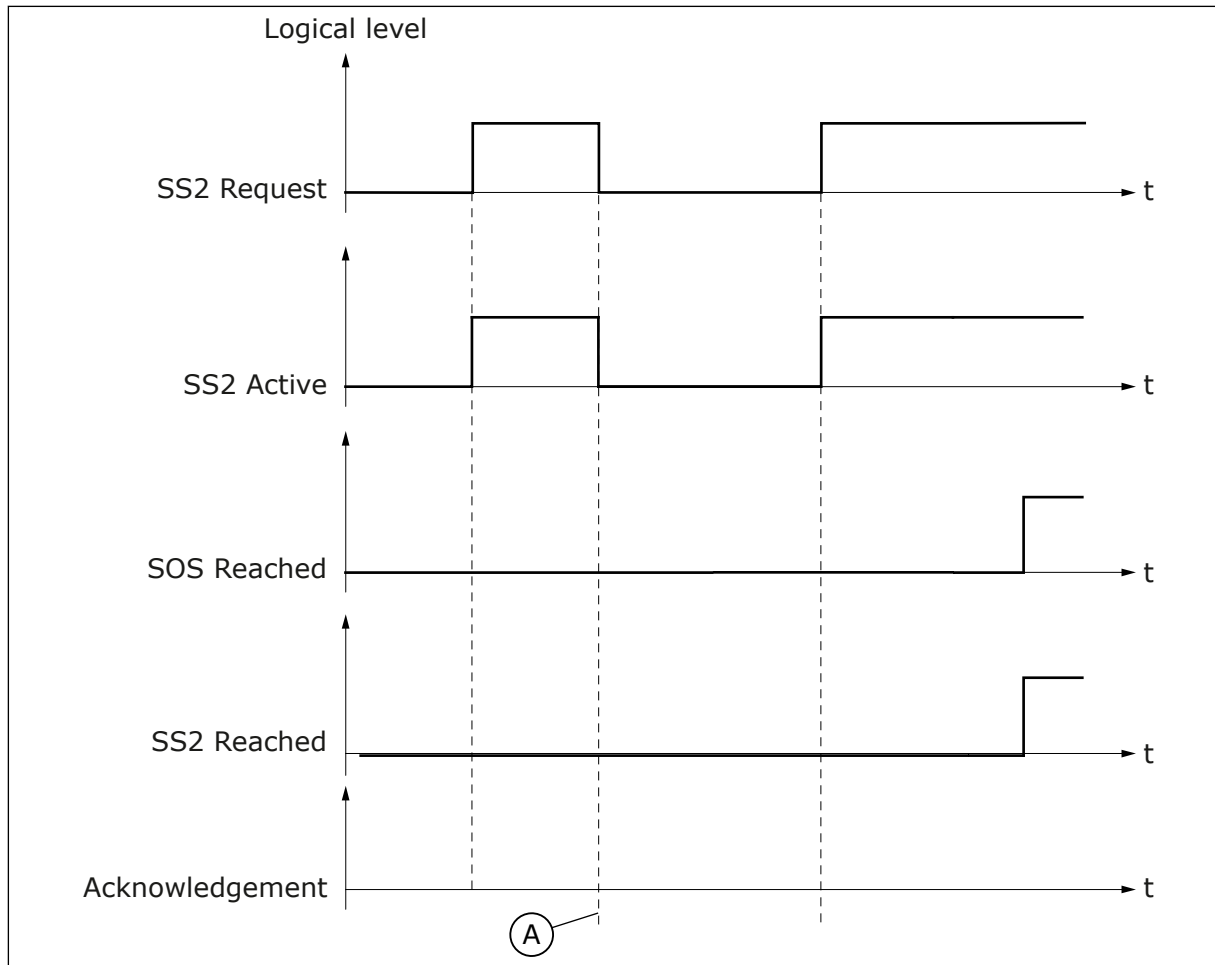 Logical level
SS2 Request
t
SS2 Active
t
SOS Reached
t
SS2 Reached
t
Acknowledgement
t
A